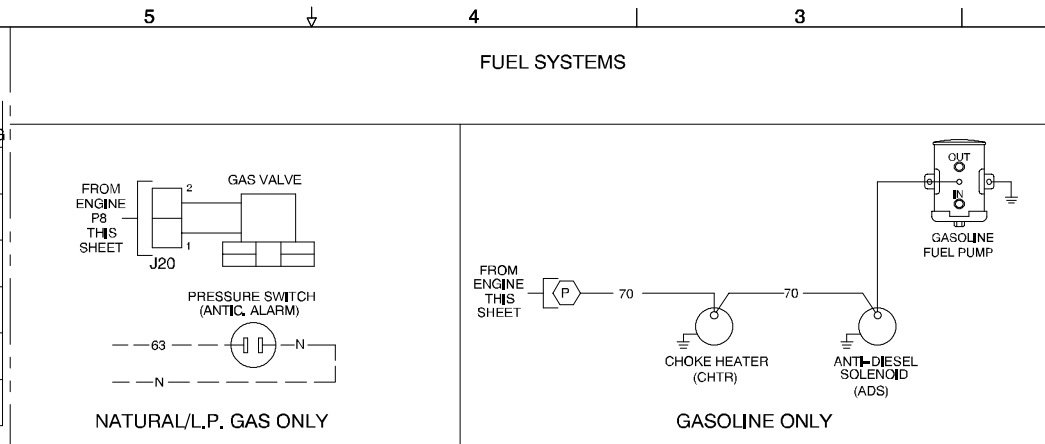 5 4 3
FUEL SYSTEMS
G
FROM
ENGINE
P8
THIS
SHEET
2
1
J20
GAS VALVE
PRESSURE SWITCH
(ANTIC. ALARM)
63
N
N
NATURAL/L.P. GAS ONLY
OUT
IN
GASOLINE
FUEL PUMP
FROM
ENGINE
THIS
SHEET
P
70
70
CHOKE HEATER
(CHTR)
ANTI-DIESEL
SOLENOID
(ADS)
GASOLINE ONLY